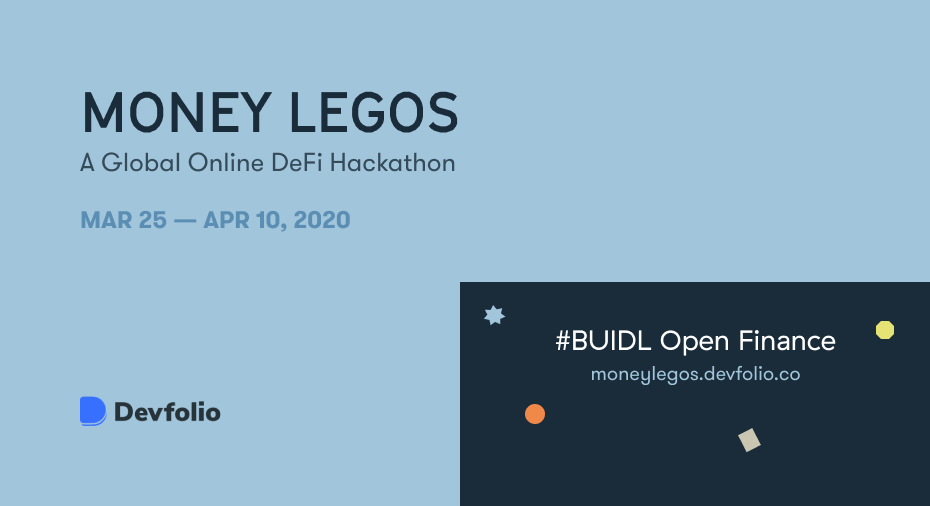 MONEY LEGOS
A Global Online DeFi Hackathon
MAR 25 — APR 10, 2020
#BUIDL Open Finance
moneylegos.devfolio.co
Devfolio